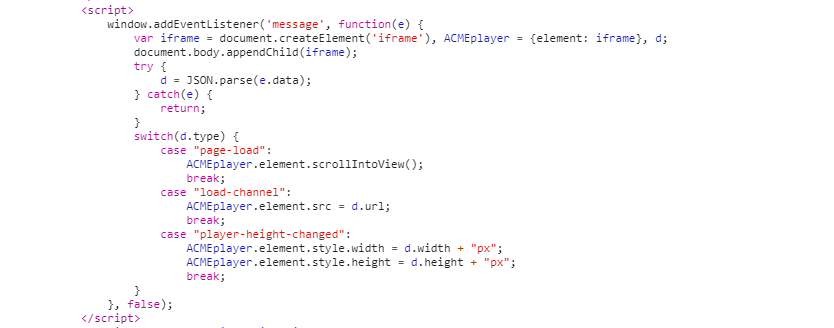 <script>
window.addEventListener('message', function(e) {
var iframe = document.createElement('iframe'), ACMEplayer = {element: iframe}, d;
document.body.appendChild(iframe);
try {
d = JSON.parse(e.data);
} catch(e) {
return;
}
switch(d.type) {
case "page-load":
ACMEplayer.element.scrollIntoView();
break;
case "load-channel":
ACMEplayer.element.src = d.url;
break;
case "player-height-changed":
ACMEplayer.element.style.width = d.width + "px";
ACMEplayer.element.style.height = d.height + "px";
break;
}
}, false);
</script>